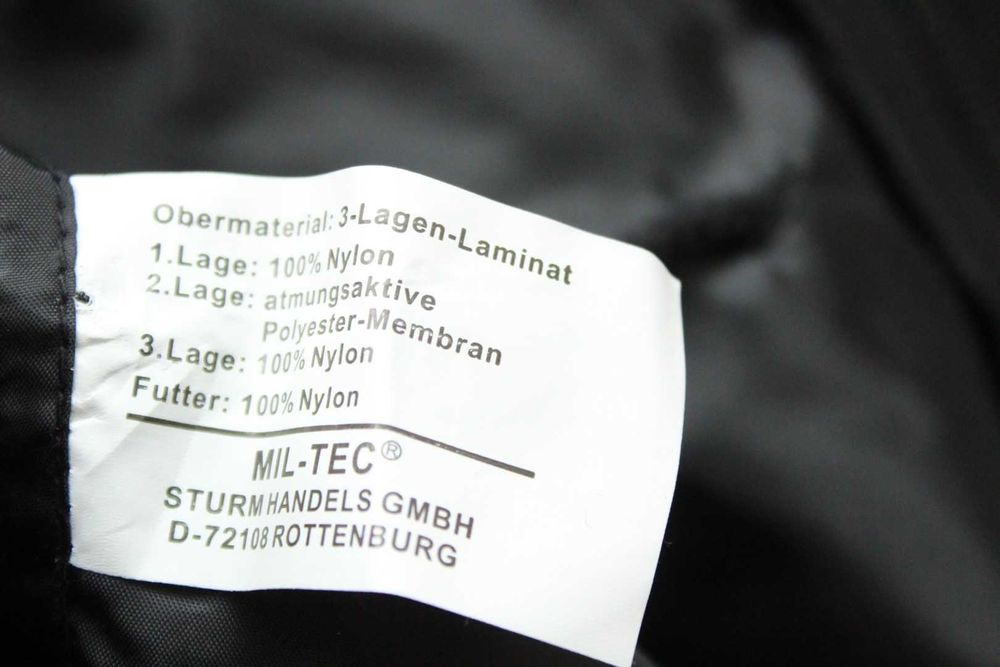 Obermaterial: 3-Lagen-Laminat
1.Lage: 100% Nylon
2.Lage: atmungsaktive
Polyester-Membran
3.Lage: 100% Nylon
Futter: 100% Nylon
MIL-TEC®
STURM HANDELS GMBH
D-72108 ROTTENBURG